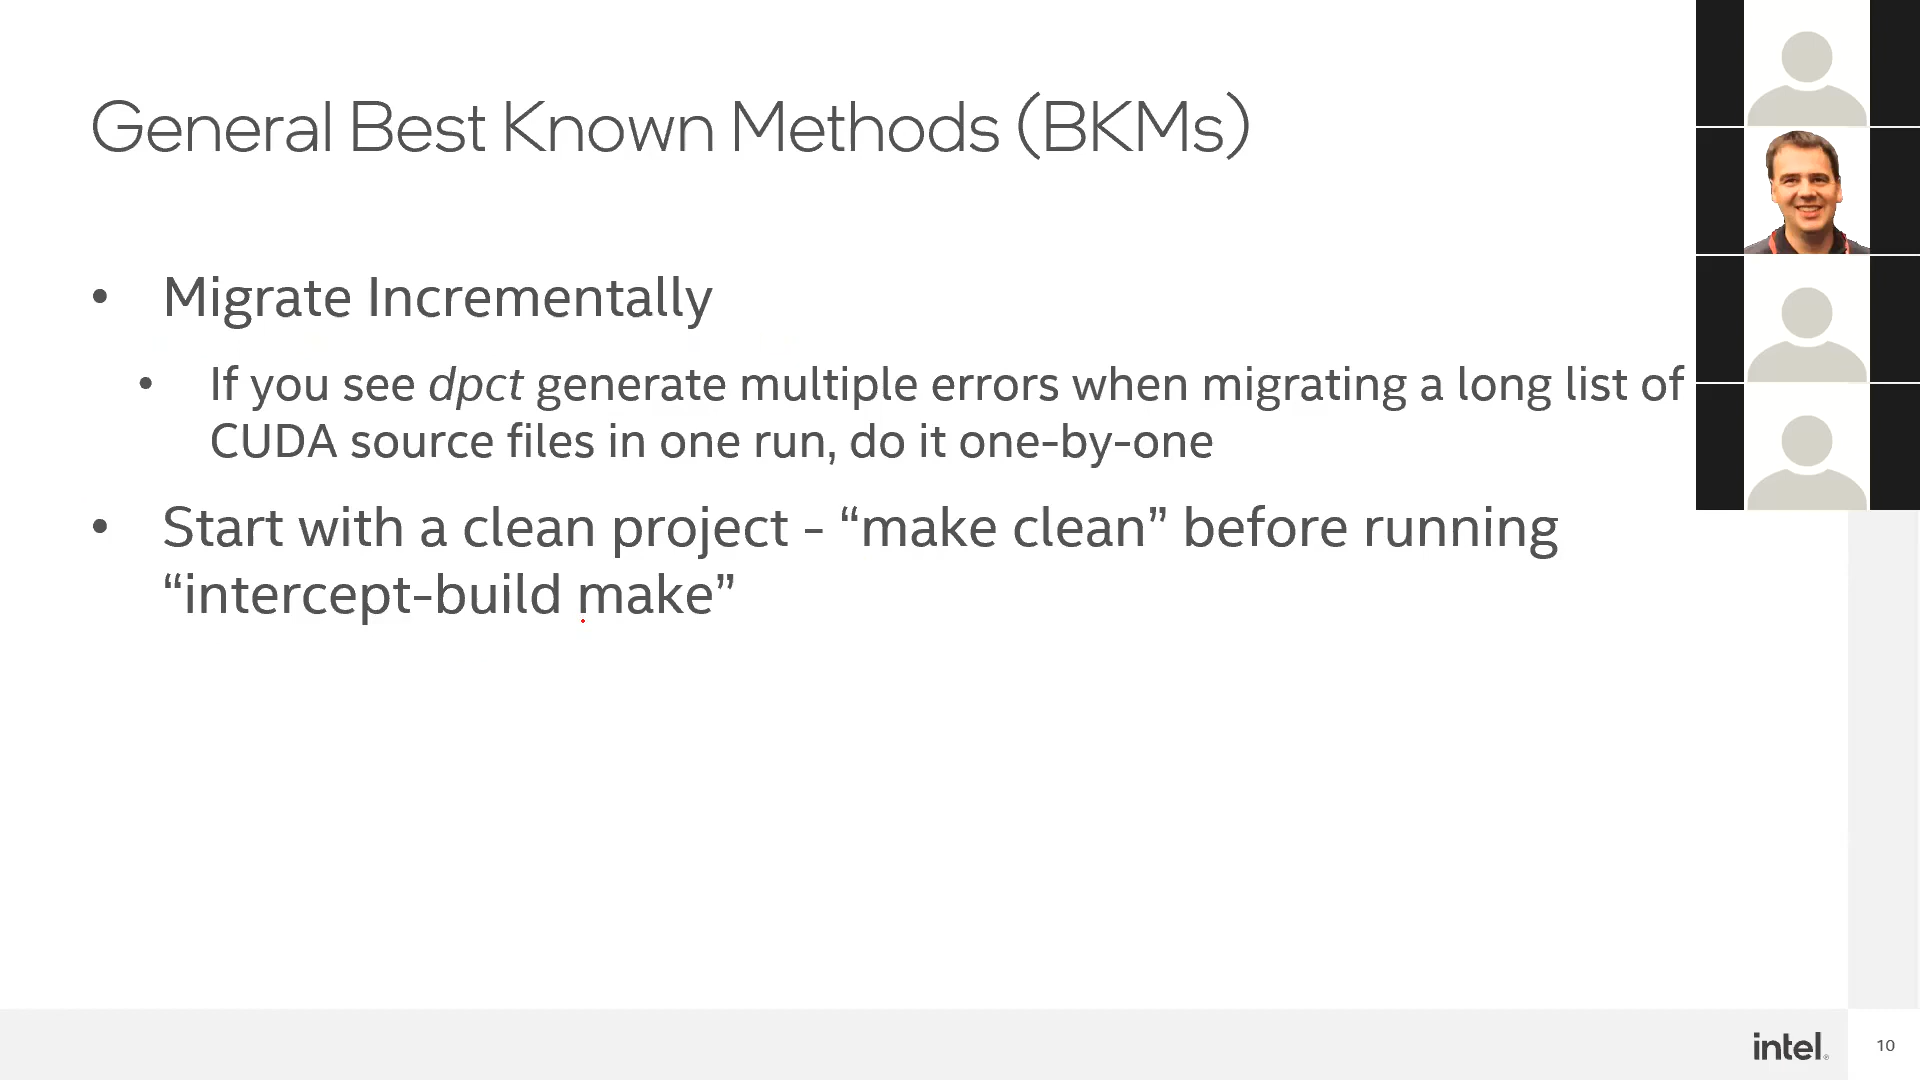 General Best Known Methods (BKMs)
• Migrate Incrementally
• If you see dpct generate multiple errors when migrating a long list of
CUDA source files in one run, do it one-by-one
• Start with a clean project - “make clean” before running
“intercept-build make”
intel.
10